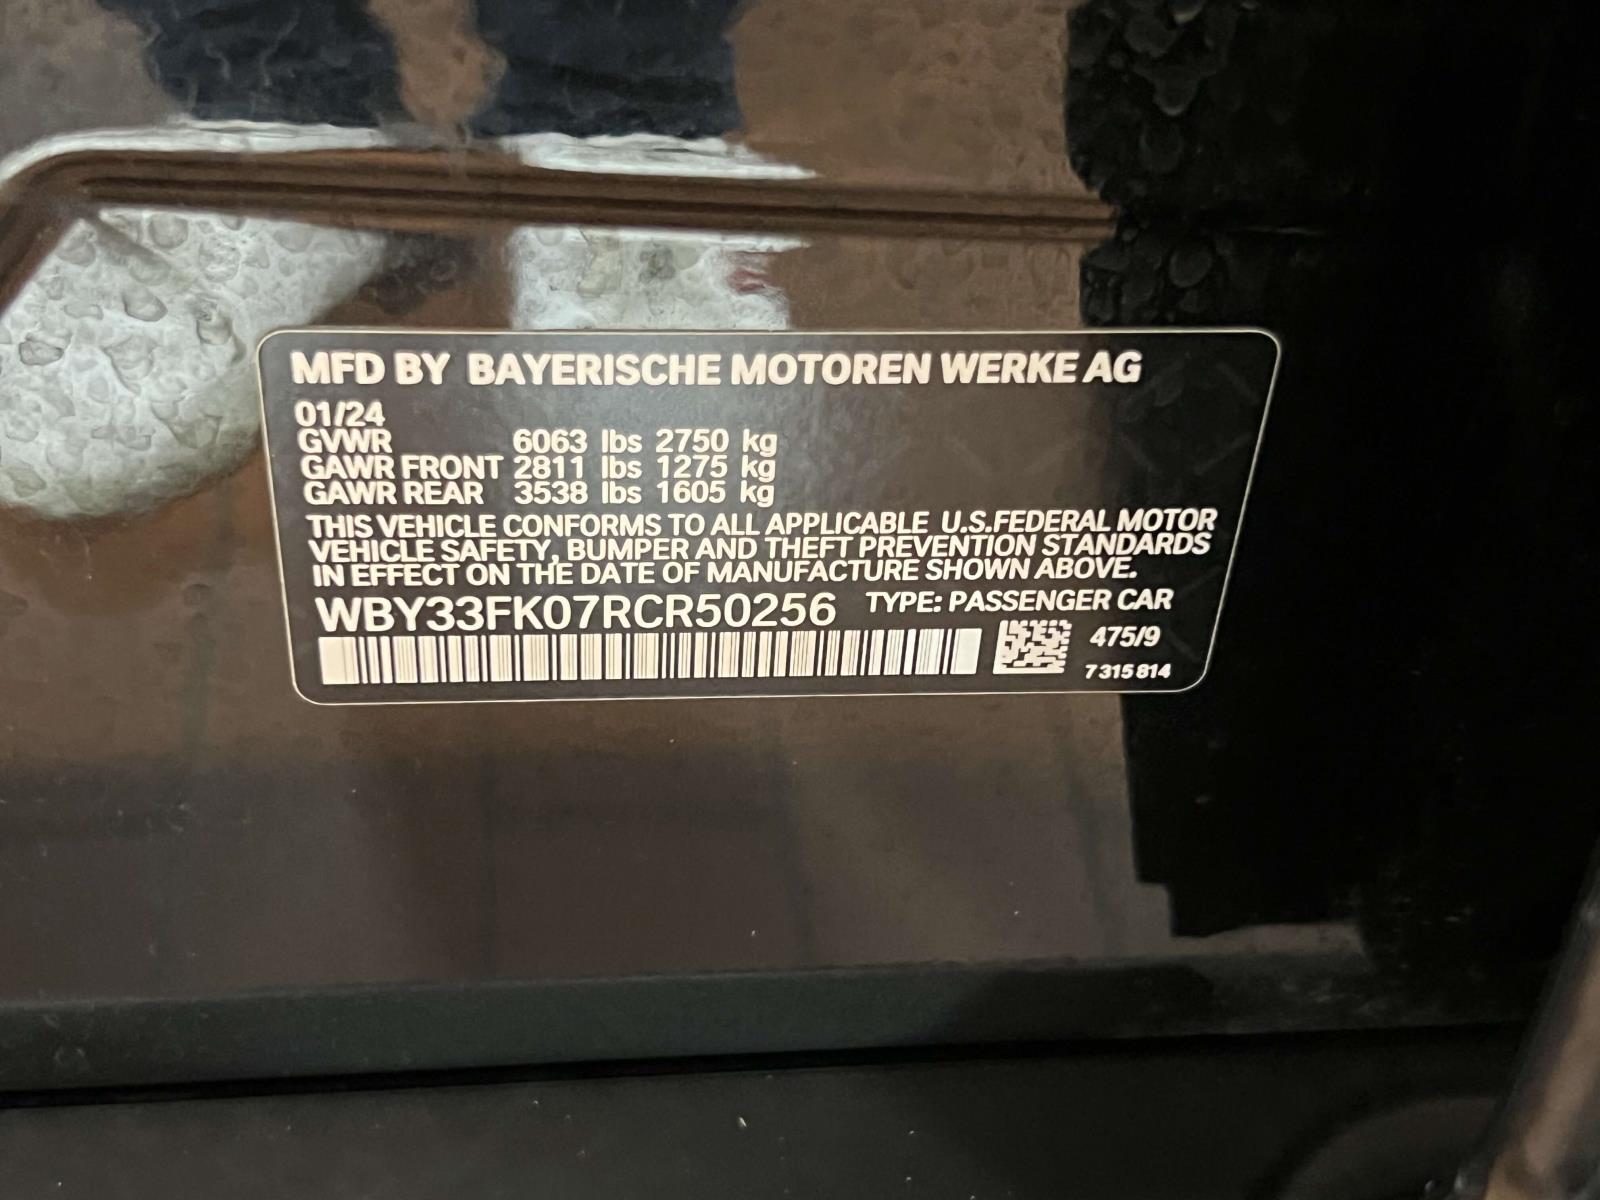 MFD BY BAYERISCHE MOTOREN WERKE AG
01/24
GVWR 6063 lbs 2750 kg
GAWR FRONT 2811 lbs 1275 kg
GAWR REAR 3538 lbs 1605 kg
THIS VEHICLE CONFORMS TO ALL APPLICABLE U.S.FEDERAL MOTOR
VEHICLE SAFETY, BUMPER AND THEFT PREVENTION STANDARDS
IN EFFECT ON THE DATE OF MANUFACTURE SHOWN ABOVE.
WBY33FK07RCR50256 TYPE: PASSENGER CAR
475/9
7 315 814